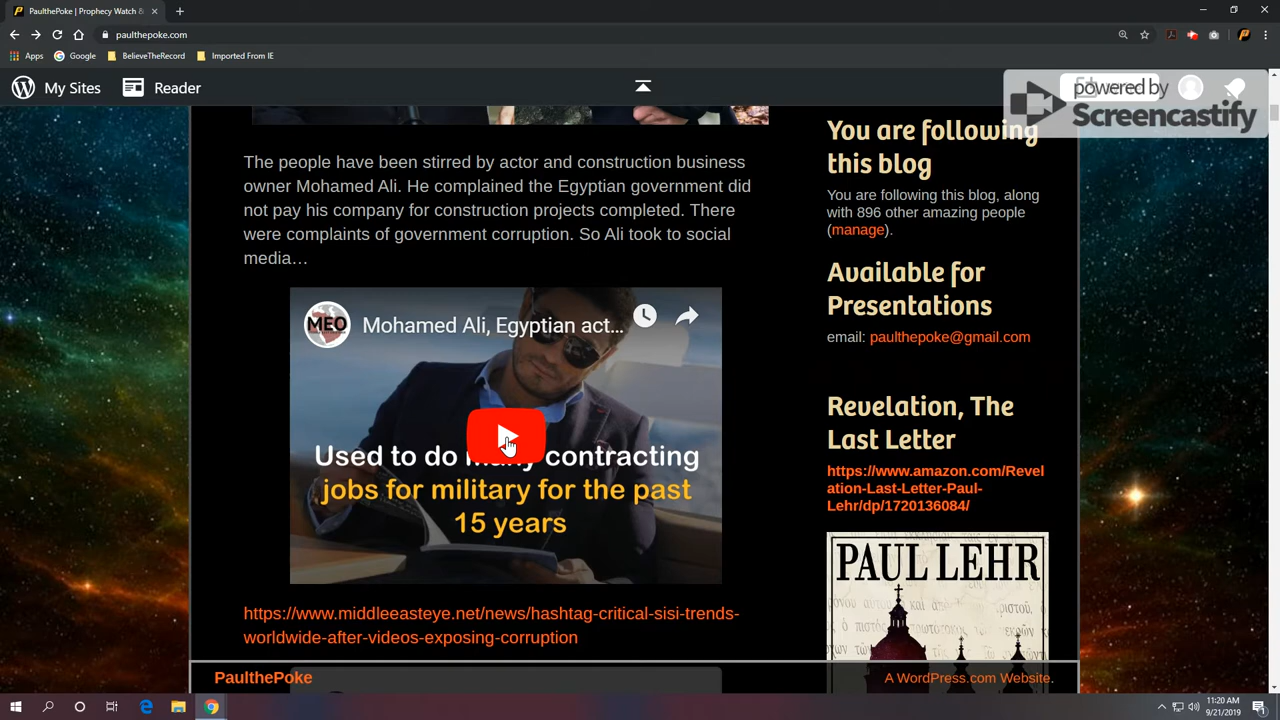 PaulthePoke | Prophecy Watch &
paulthepoke.com
Apps
Google
BelieveTheRecord
Imported From IE
My Sites
Reader
powered by
Screencastify
The people have been stirred by actor and construction business
owner Mohamed Ali. He complained the Egyptian government did
not pay his company for construction projects completed. There
were complaints of government corruption. So Ali took to social
media…
MEO
Mohamed Ali, Egyptian act...
Used to do many contracting
jobs for military for the past
15 years
https://www.middleeasteye.net/news/hashtag-critical-sisi-trends-
worldwide-after-videos-exposing-corruption
You are following
this blog
You are following this blog, along
with 896 other amazing people
(manage).
Available for
Presentations
email: paulthepoke@gmail.com
Revelation, The
Last Letter
https://www.amazon.com/Revel
ation-Last-Letter-Paul-
Lehr/dp/1720136084/
PAUL LEHR
PaulthePoke
A WordPress.com Website.
11:20 AM
9/21/2019